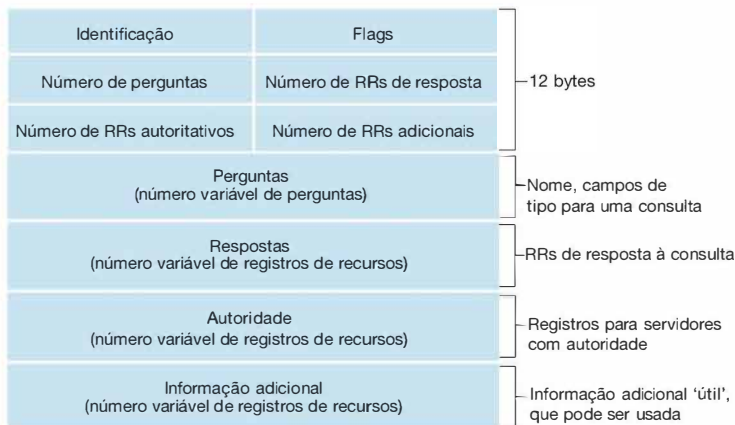 Identificação
Flags
Número de perguntas
Número de RRs de resposta
12 bytes
Número de RRs autoritativos
Número de RRs adicionais
Perguntas
(número variável de perguntas)
Nome, campos de
tipo para uma consulta
Respostas
(número variável de registros de recursos)
RRs de resposta à consulta
Autoridade
(número variável de registros de recursos)
Registros para servidores
com autoridade
Informação adicional
(número variável de registros de recursos)
Informação adicional ‘útil’,
que pode ser usada